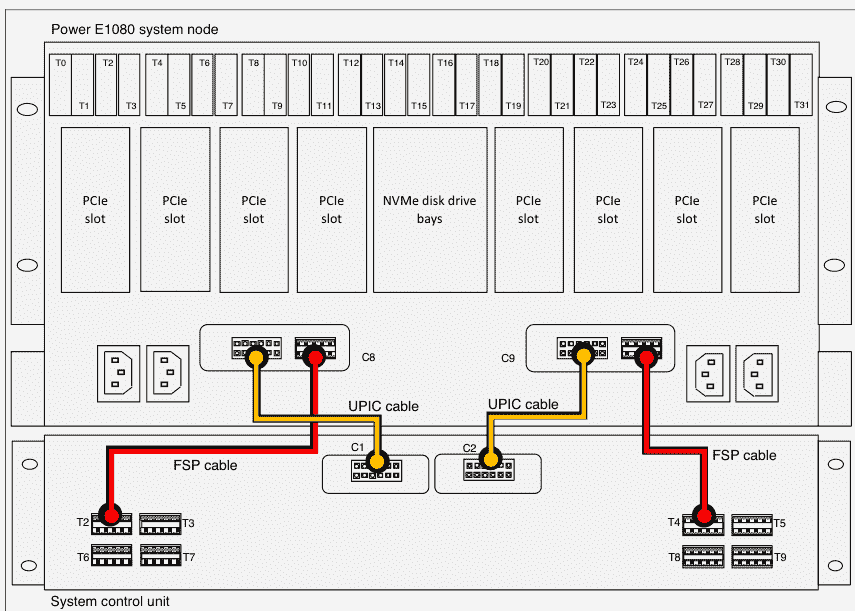 Power E1080 system node
T0 T2 T4 T6 T8 T10 T12 T14 T16 T18 T20 T22 T24 T26 T28 T30
T1 T3 T5 T7 T9 T11 T13 T15 T17 T19 T21 T23 T25 T27 T29 T31
PCIe PCIe PCIe PCIe NVMe disk drive PCIe PCIe PCIe PCIe
slot slot slot slot bays slot slot slot slot
C8 C9
UPIC cable UPIC cable
C1 C2
FSP cable FSP cable
T2 T3 T4 T5
T6 T7 T8 T9
System control unit